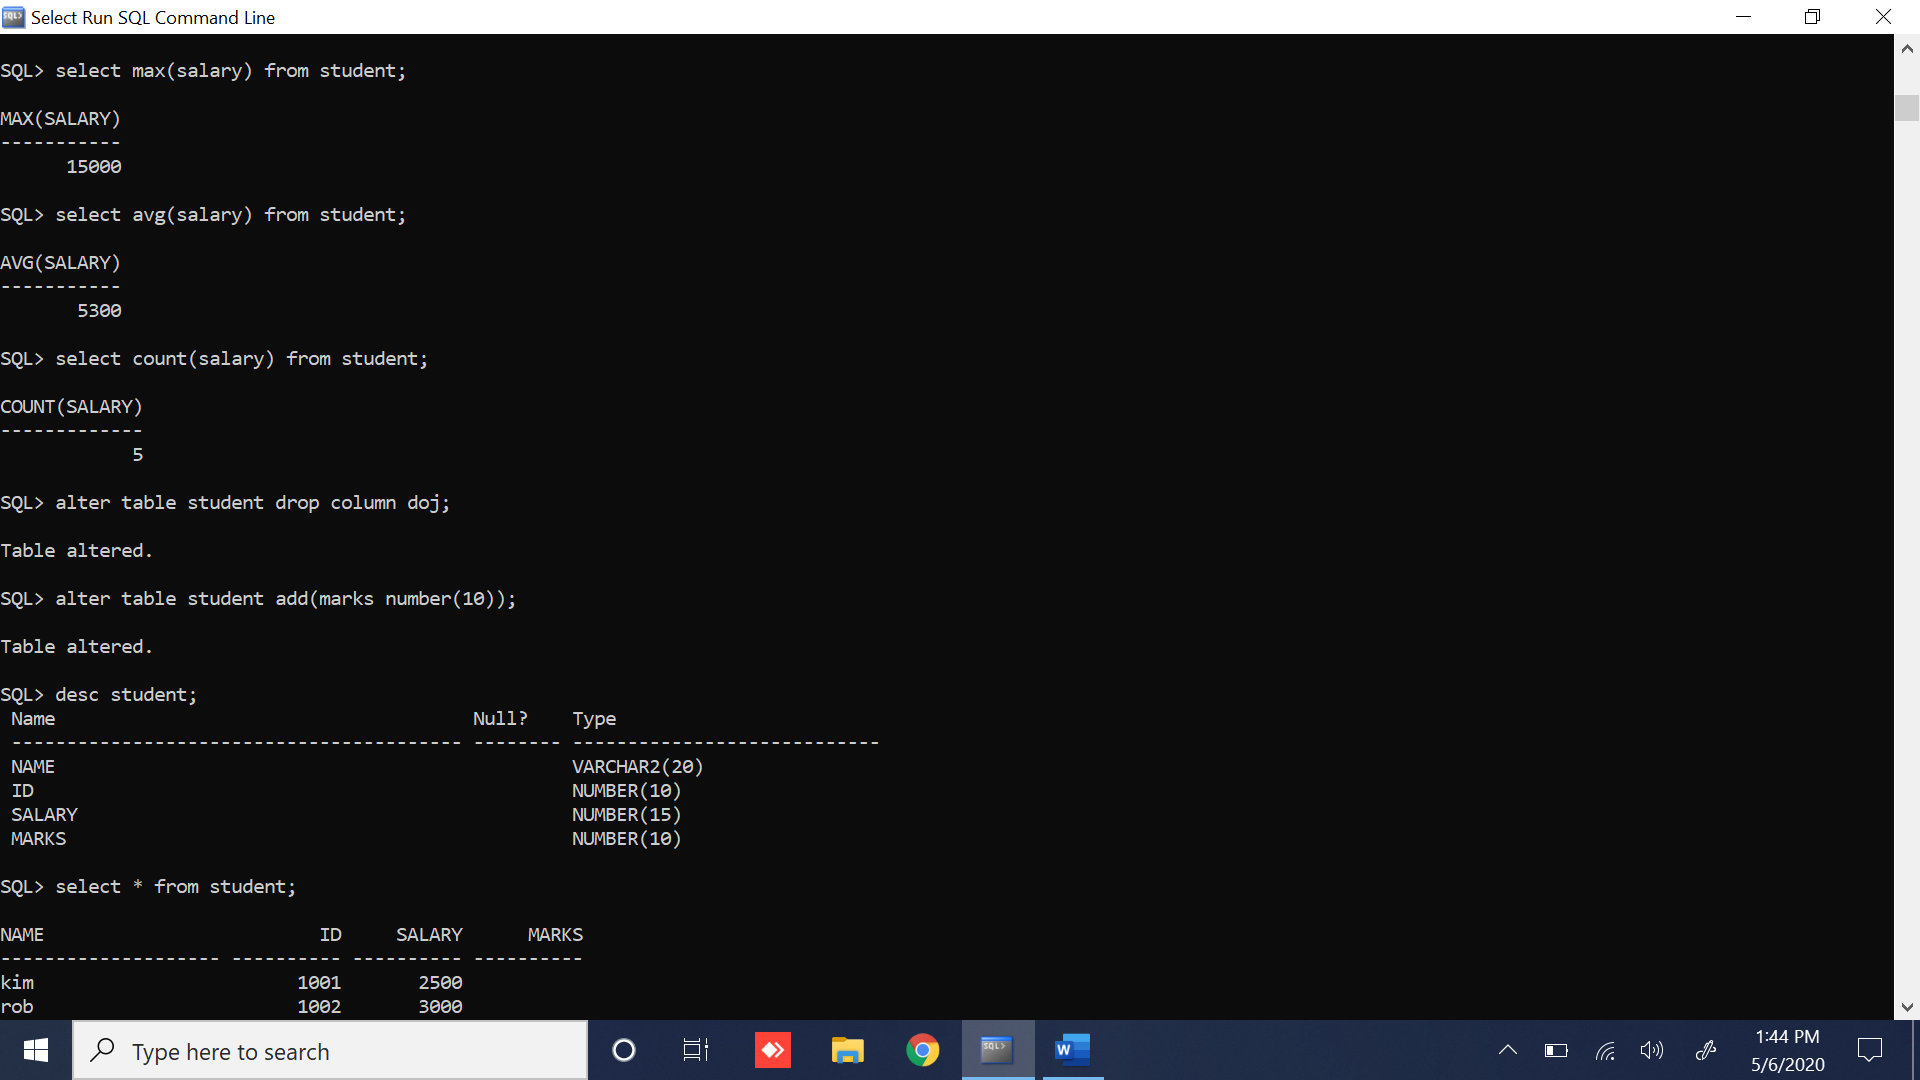 Select Run SQL Command Line
SQL> select max(salary) from student;
MAX(SALARY)
-----------
      15000
SQL> select avg(salary) from student;
AVG(SALARY)
-----------
       5300
SQL> select count(salary) from student;
COUNT(SALARY)
-------------
            5
SQL> alter table student drop column doj;
Table altered.
SQL> alter table student add(marks number(10));
Table altered.
SQL> desc student;
 Name                                      Null?    Type
 ----------------------------------------- -------- ----------------------------
 NAME                                               VARCHAR2(20)
 ID                                                 NUMBER(10)
 SALARY                                             NUMBER(15)
 MARKS                                              NUMBER(10)
SQL> select * from student;
NAME                         ID     SALARY      MARKS
-------------------- ---------- ---------- ----------
kim                        1001       2500
rob                        1002       3000
Type here to search
1:44 PM
5/6/2020